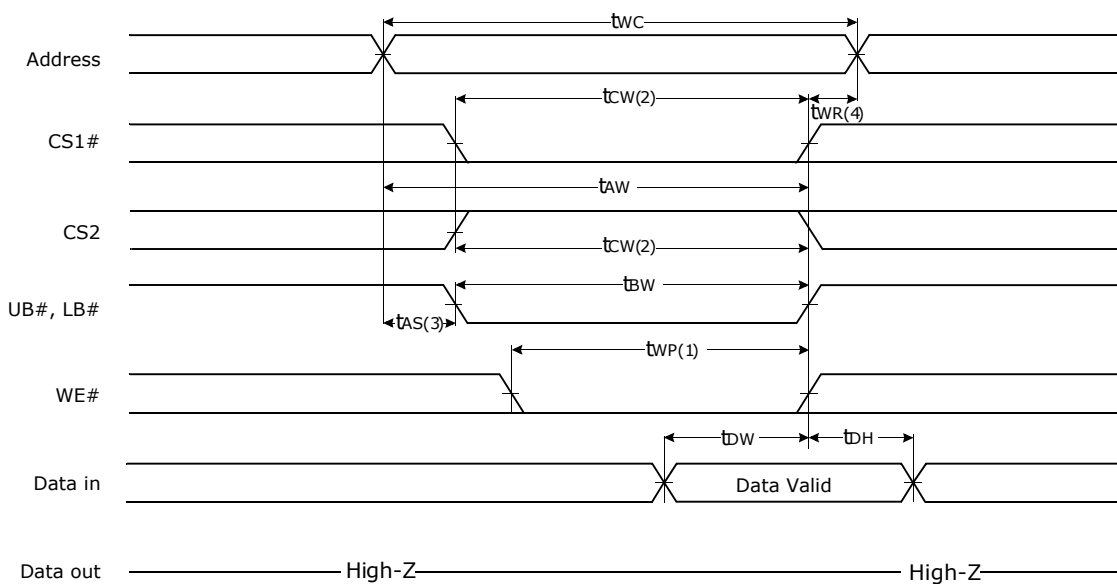 tWC
Address
tCW(2)
tWR(4)
CS1#
tAW
CS2
tCW(2)
tBW
UB#, LB#
tAS(3)
tWP(1)
WE#
tDW
tDH
Data in
Data Valid
Data out
High-Z
High-Z